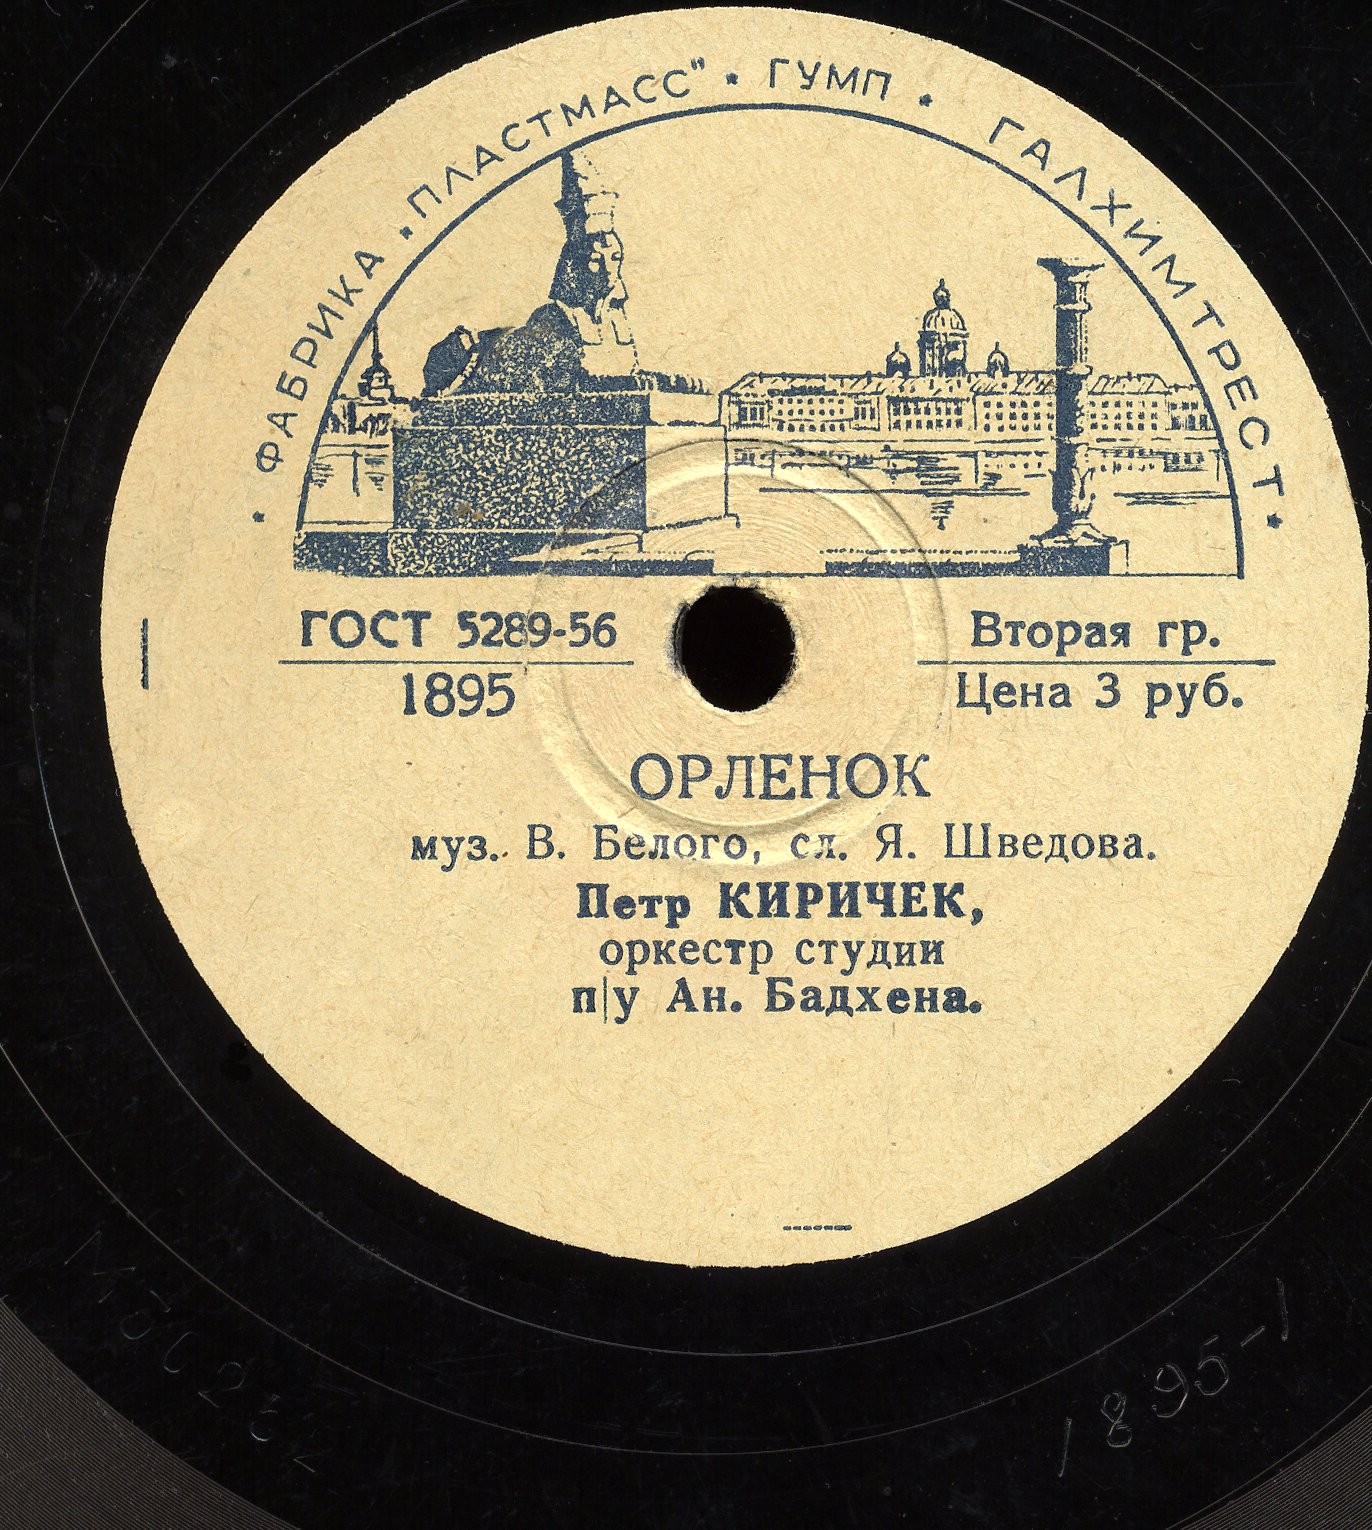 • ФАБРИКА „ПЛАСТМАСС" • ГУМП • ГАЛХИМТРЕСТ •
ГОСТ 5289-56
1895
Вторая гр.
Цена 3 руб.
ОРЛЕНОК
муз. В. Белого, сл. Я. Шведова.
Петр КИРИЧЕК,
оркестр студии
п|у Ан. Бадхена.
1895-1